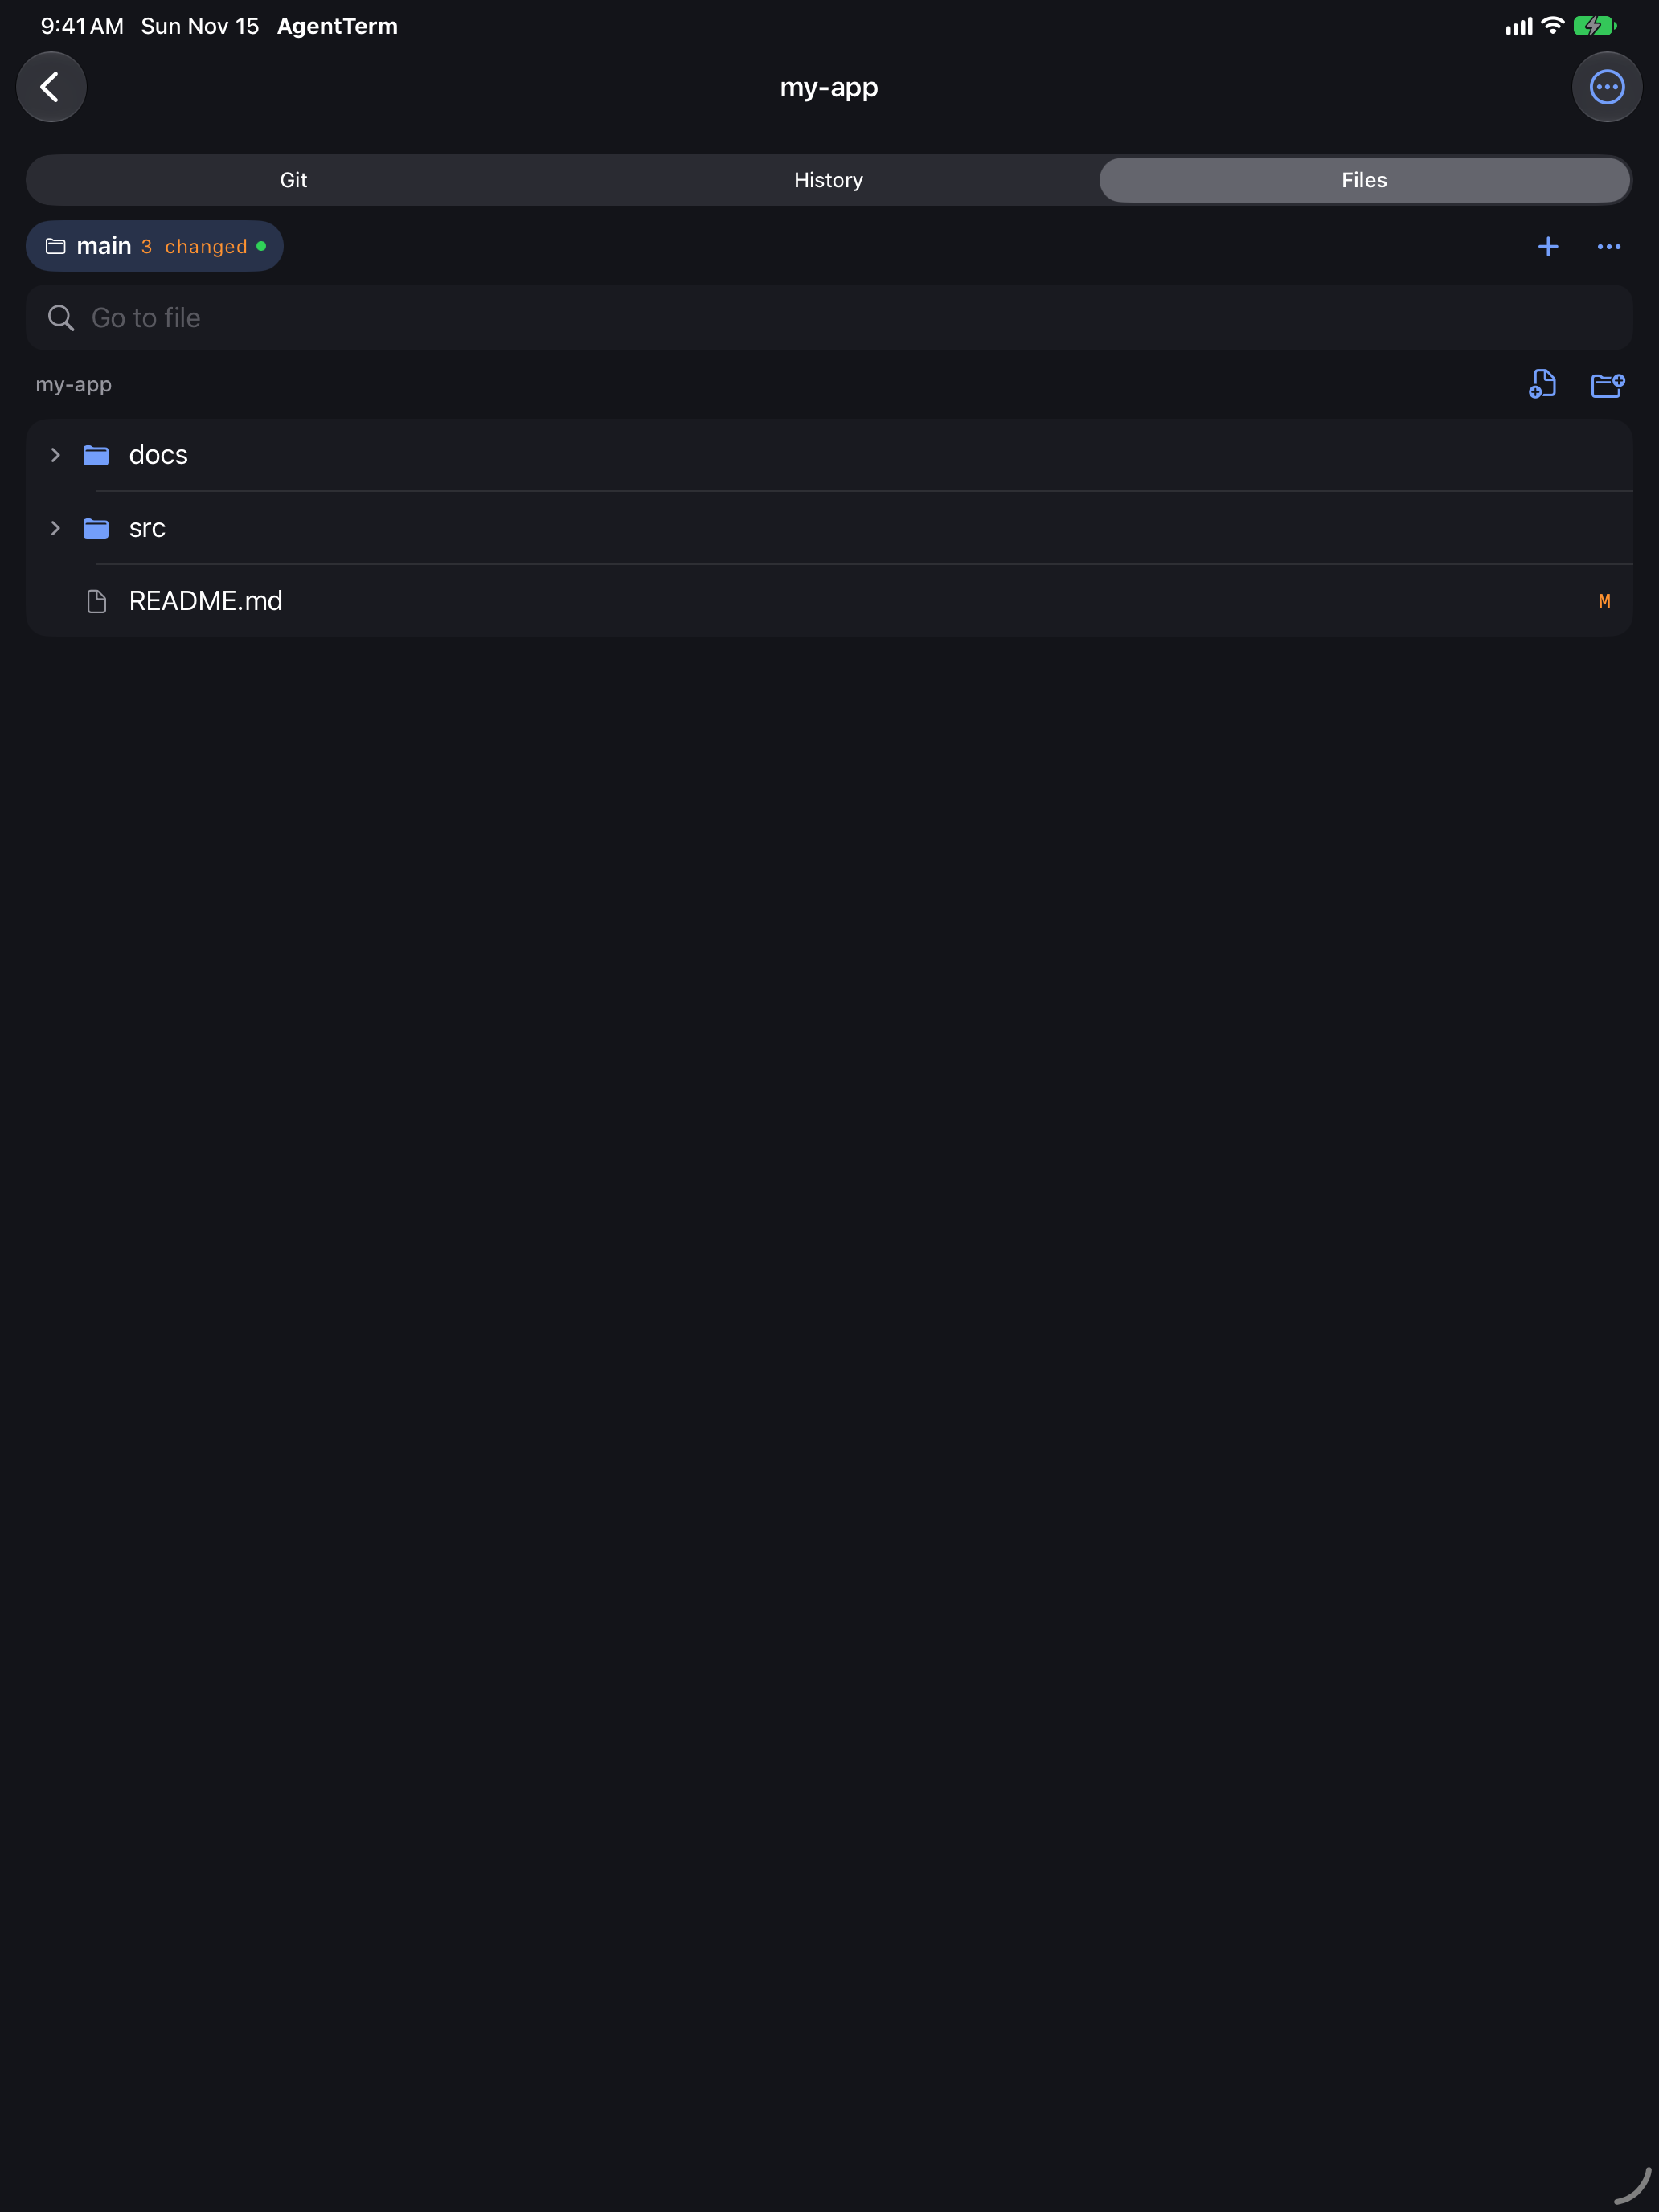 9:41 AM Sun Nov 15 AgentTerm
my-app
Git History Files
main 3 changed
Go to file
my-app
docs
src
README.md M